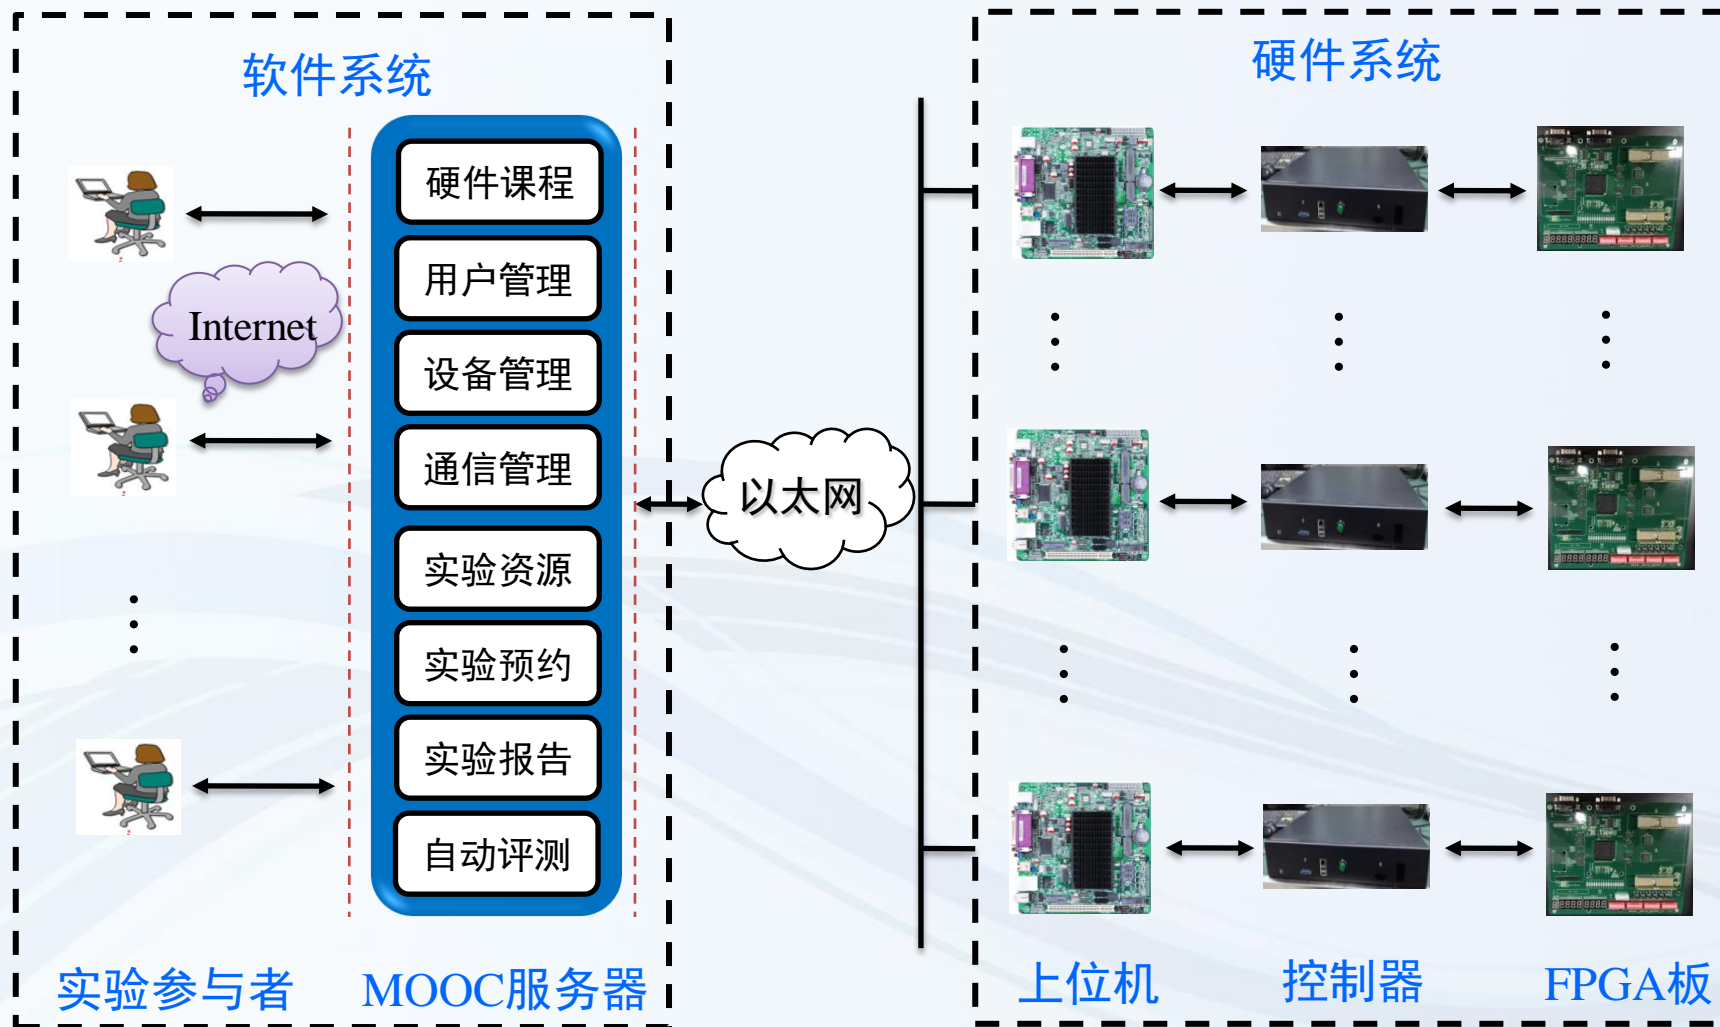 软件系统
硬件课程
用户管理
设备管理
通信管理
实验资源
实验预约
实验报告
自动评测
Internet
实验参与者
MOOC服务器
以太网
硬件系统
上位机
控制器
FPGA板